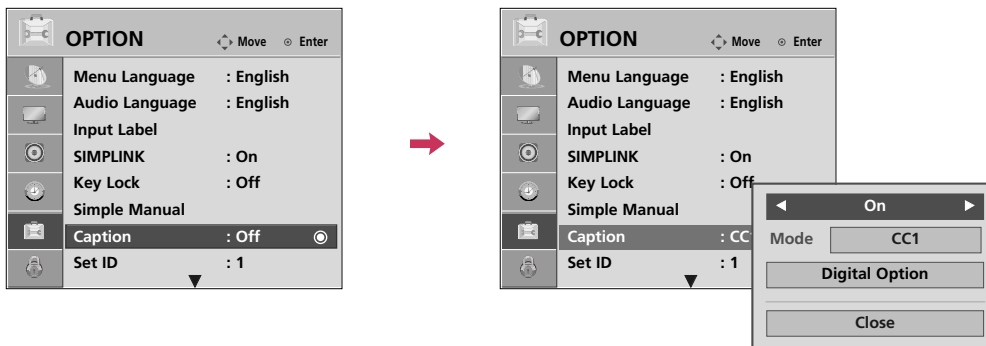 OPTION Move Enter
Menu Language : English
Audio Language : English
Input Label
SIMPLINK : On
Key Lock : Off
Simple Manual
Caption : Off
Set ID : 1
OPTION Move Enter
Menu Language : English
Audio Language : English
Input Label
SIMPLINK : On
Key Lock : Off
Simple Manual
Caption : CC
Set ID : 1
On
Mode CC1
Digital Option
Close